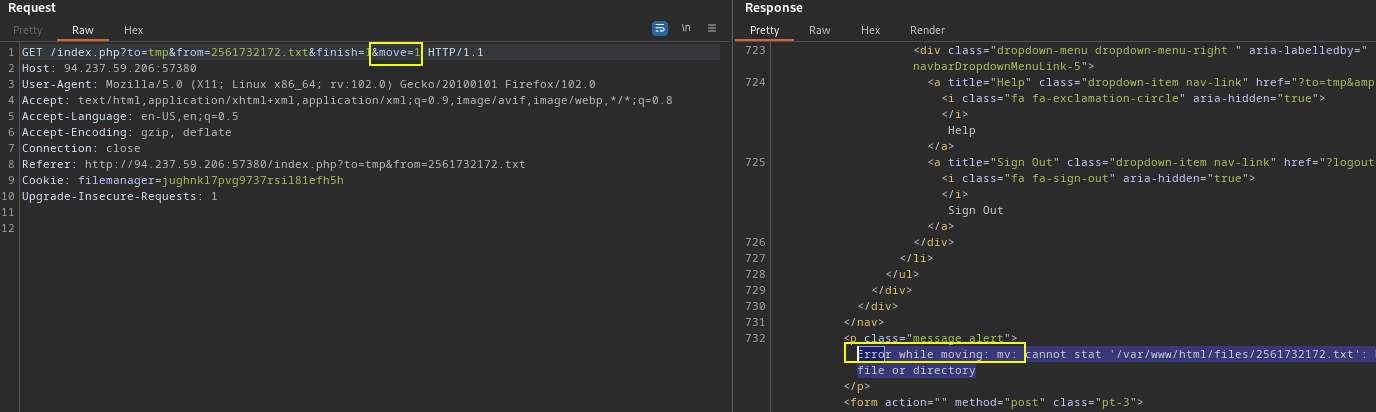 Request
Pretty Raw Hex
\n
1 GET /index.php?to=tmp&from=2561732172.txt&finish=1&move=1 HTTP/1.1
2 Host: 94.237.59.206:57380
3 User-Agent: Mozilla/5.0 (X11; Linux x86_64; rv:102.0) Gecko/20100101 Firefox/102.0
4 Accept: text/html,application/xhtml+xml,application/xml;q=0.9,image/avif,image/webp,*/*;q=0.8
5 Accept-Language: en-US,en;q=0.5
6 Accept-Encoding: gzip, deflate
7 Connection: close
8 Referer: http://94.237.59.206:57380/index.php?to=tmp&from=2561732172.txt
9 Cookie: filemanager=jughnkl7pvg9737rsil81efh5h
10 Upgrade-Insecure-Requests: 1
11
12
Response
Pretty Raw Hex Render
723 <div class="dropdown-menu dropdown-menu-right " aria-labelledby="
navbarDropdownMenuLink-5">
724 <a title="Help" class="dropdown-item nav-link" href="?to=tmp&amp
<i class="fa fa-exclamation-circle" aria-hidden="true">
</i>
Help
</a>
725 <a title="Sign Out" class="dropdown-item nav-link" href="?logout
<i class="fa fa-sign-out" aria-hidden="true">
</i>
Sign Out
</a>
726 </div>
727 </li>
728 </ul>
729 </div>
730 </div>
731 </nav>
732 <p class="message alert">
Error while moving: mv: cannot stat '/var/www/html/files/2561732172.txt':
file or directory
</p>
<form action="" method="post" class="pt-3">